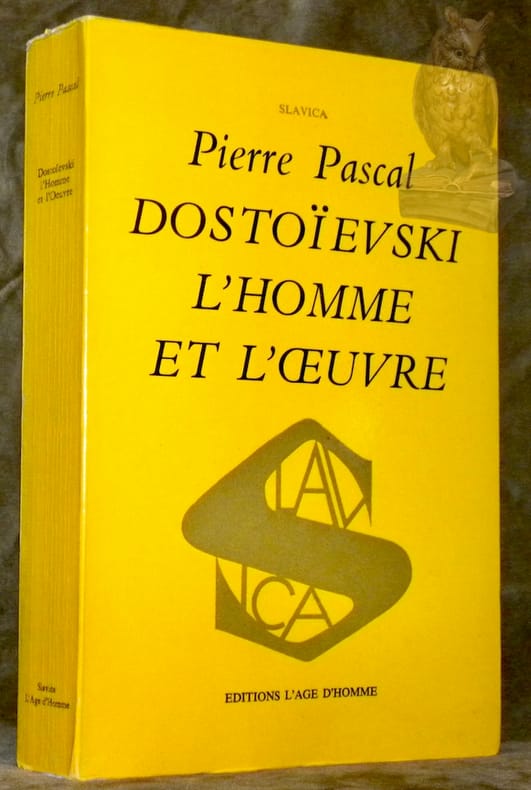 SLAVICA
Pierre Pascal
DOSTOÏEVSKI
L'HOMME
ET L'ŒUVRE
SLAV
ICA
EDITIONS L'AGE D'HOMME
Pierre Pascal
Dostoïevski
l'Homme
et l'Oeuvre
Slavica
L'Age d'Homme